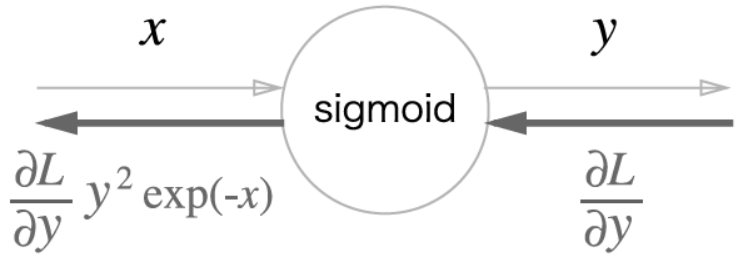 x y
sigmoid
∂L/∂y y² exp(-x) ∂L/∂y